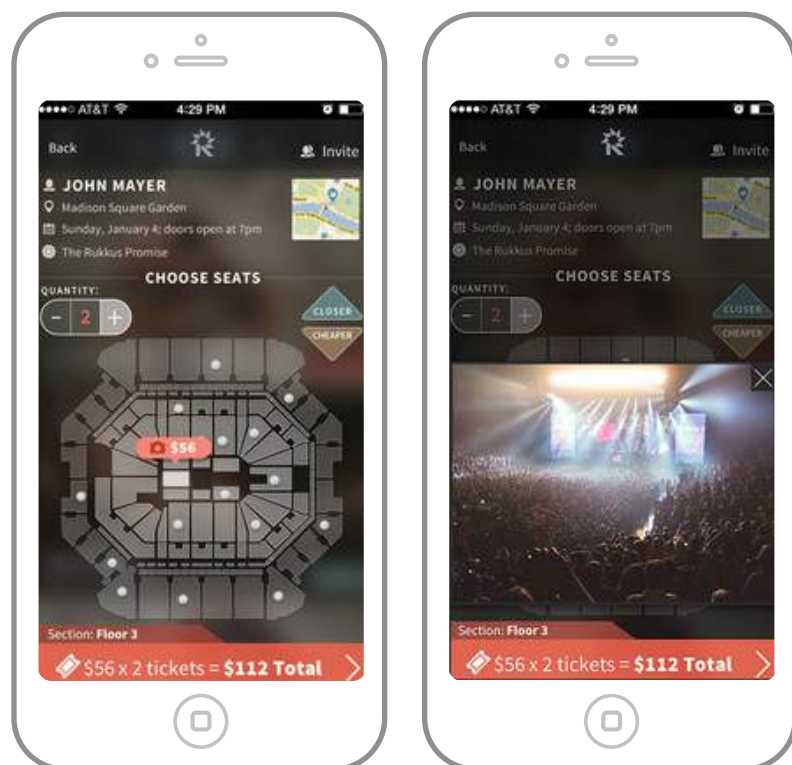 AT&T 4:29 PM
Back Invite
JOHN MAYER
Madison Square Garden
Sunday, January 4; doors open at 7pm
The Rukkus Promise
CHOOSE SEATS
QUANTITY:
- 2 +
CLOSER
CHEAPER
$56
Section: Floor 3
$56 x 2 tickets = $112 Total
AT&T 4:29 PM
Back Invite
JOHN MAYER
Madison Square Garden
Sunday, January 4; doors open at 7pm
The Rukkus Promise
CHOOSE SEATS
QUANTITY:
- 2 +
CLOSER
CHEAPER
Section: Floor 3
$56 x 2 tickets = $112 Total